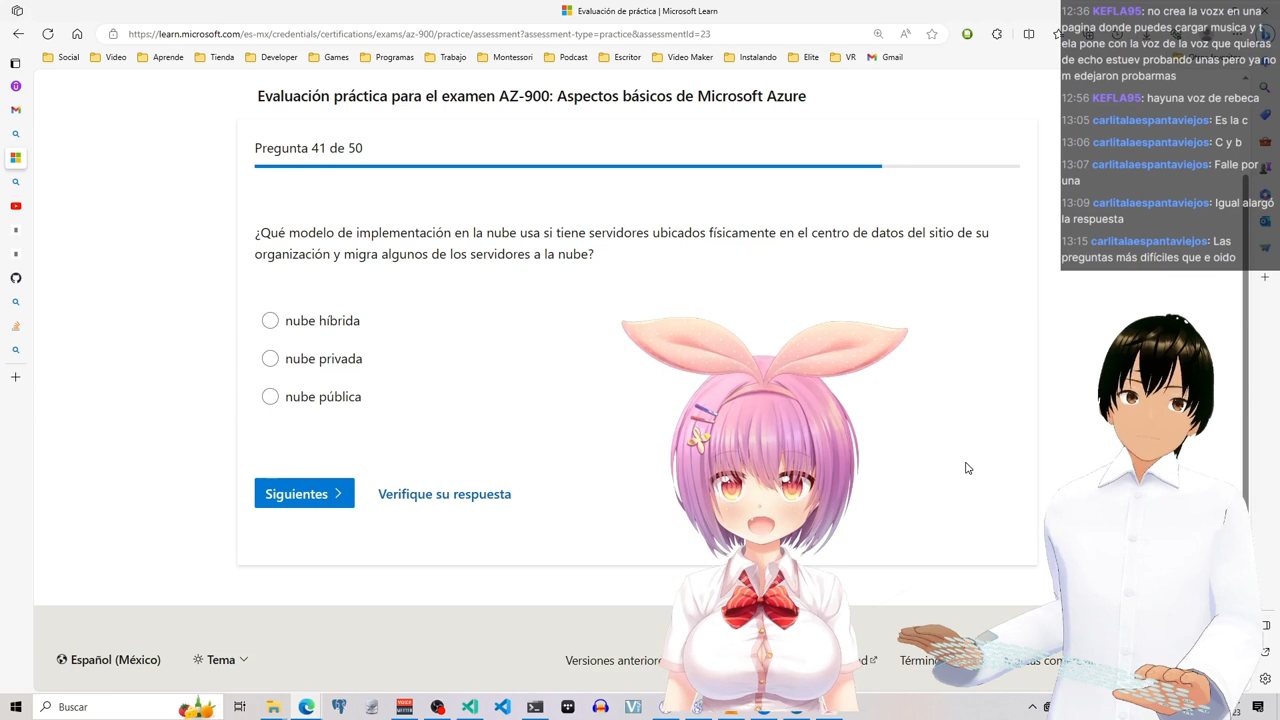 Evaluación de práctica | Microsoft Learn
https://learn.microsoft.com/es-mx/credentials/certifications/exams/az-900/practice/assessment?assessment-type=practice&assessmentId=23
Social
Video
Aprende
Tienda
Developer
Games
Programas
Trabajo
Montessori
Podcast
Escritor
Video Maker
Instalando
Elite
VR
Gmail
12:36 KEFLA95: no crea la vozx en una
pagina donde puedes cargar musica y t
ela pone con la voz de la voz que quieras
de echo estuev probando unas pero ya no
m edejaron probarmas
12:56 KEFLA95: hayuna voz de rebeca
13:05 carlitalaespantaviejos: Es la c
13:06 carlitalaespantaviejos: C y b
13:07 carlitalaespantaviejos: Falle por
una
13:09 carlitalaespantaviejos: Igual alargó
la respuesta
13:15 carlitalaespantaviejos: Las
preguntas más difíciles que e oido
Evaluación práctica para el examen AZ-900: Aspectos básicos de Microsoft Azure
Pregunta 41 de 50
¿Qué modelo de implementación en la nube usa si tiene servidores ubicados físicamente en el centro de datos del sitio de su
organización y migra algunos de los servidores a la nube?
nube híbrida
nube privada
nube pública
Siguientes
Verifique su respuesta
Español (México)
Tema
Versiones anteriore
Términ
Buscar